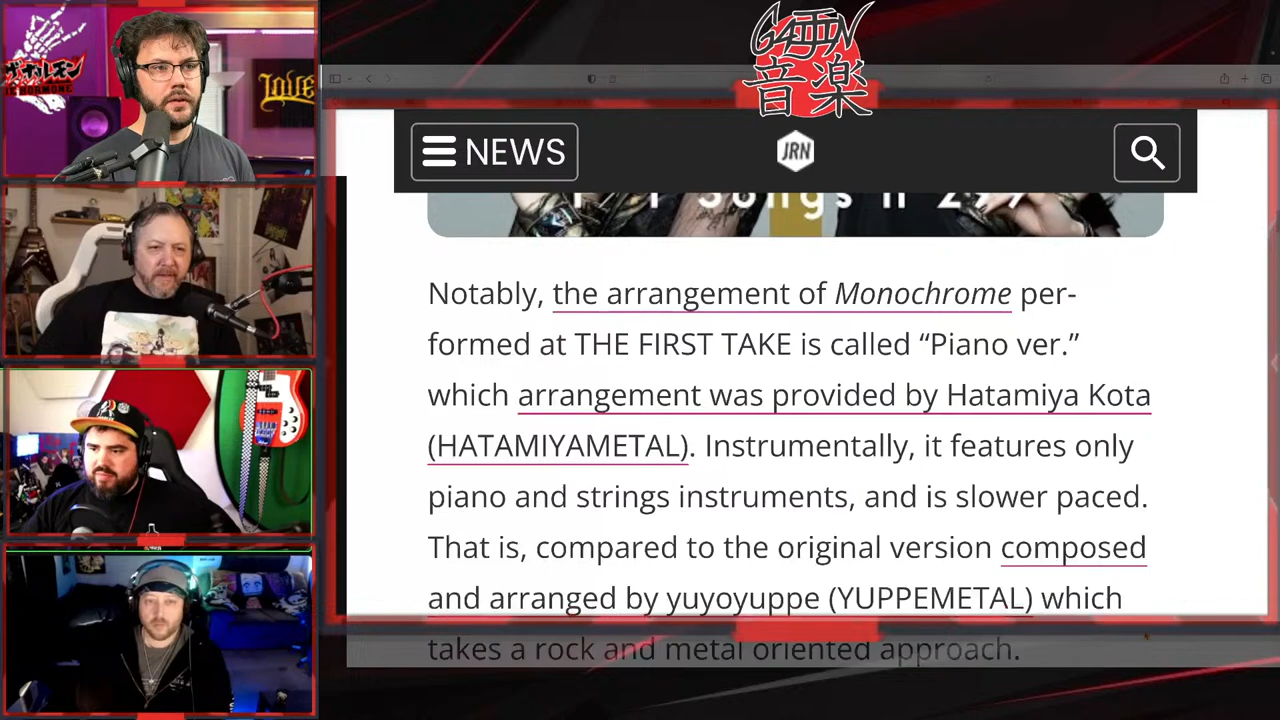 GAIJIN
音楽
NEWS
JRN
Notably, the arrangement of Monochrome per-
formed at THE FIRST TAKE is called “Piano ver.”
which arrangement was provided by Hatamiya Kota
(HATAMIYAMETAL). Instrumentally, it features only
piano and strings instruments, and is slower paced.
That is, compared to the original version composed
and arranged by yuyoyuppe (YUPPEMETAL) which
takes a rock and metal oriented approach.